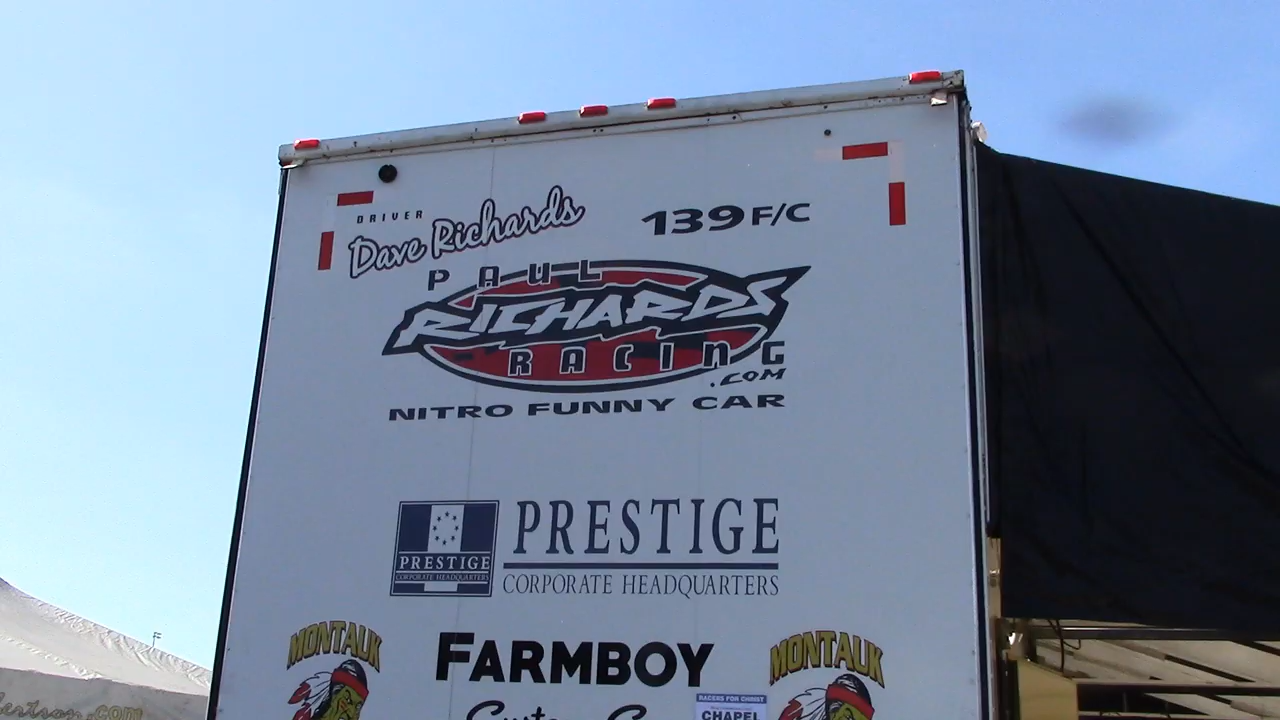 DRIVER
Dave Richards
139 F/C
PAUL
RICHARDS
RACING
.COM
NITRO FUNNY CAR
PRESTIGE
CORPORATE HEADQUARTERS
PRESTIGE
CORPORATE HEADQUARTERS
MONTAUK
FARMBOY
MONTAUK
RACERS FOR CHRIST
CHAPEL